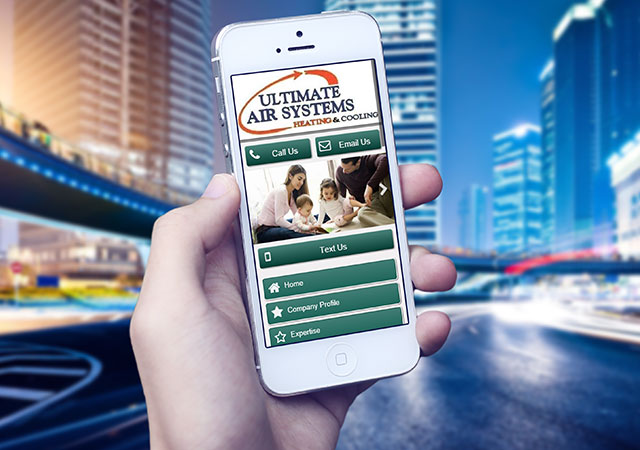 ULTIMATE
AIR SYSTEMS
HEATING & COOLING
Call Us
Email Us
Text Us
Home
Company Profile
Expertise